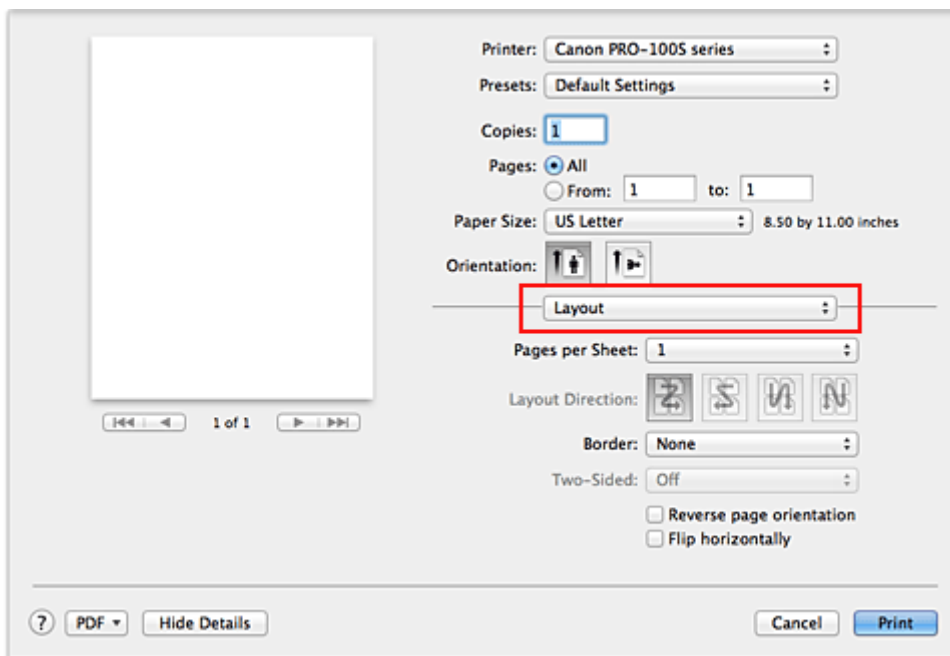 Printer: Canon PRO-100S series
Presets: Default Settings
Copies: 1
Pages: All
From: 1 to: 1
Paper Size: US Letter 8.50 by 11.00 inches
Orientation:
Layout
Pages per Sheet: 1
Layout Direction:
1 of 1
Border: None
Two-Sided: Off
Reverse page orientation
Flip horizontally
? PDF Hide Details Cancel Print